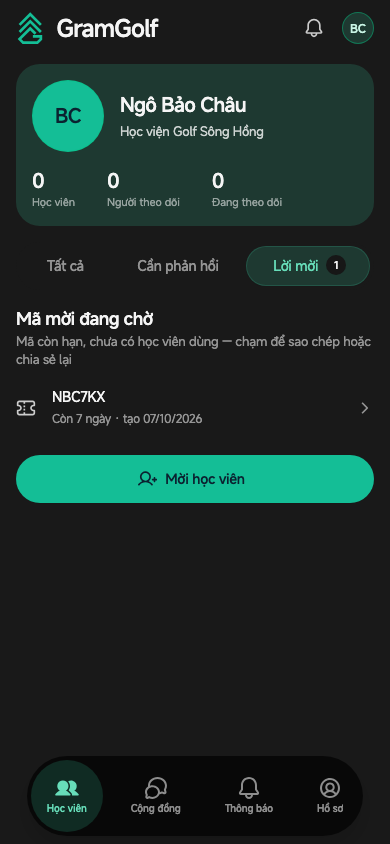 GramGolf
BC
BC
Ngô Bảo Châu
Học viện Golf Sông Hồng
0
0
0
Học viên
Người theo dõi
Đang theo dõi
Tất cả
Cần phản hồi
Lời mời
1
Mã mời đang chờ
Mã còn hạn, chưa có học viên dùng — chạm để sao chép hoặc
chia sẻ lại
NBC7KX
Còn 7 ngày · tạo 07/10/2026
Mời học viên
Học viên
Cộng đồng
Thông báo
Hồ sơ